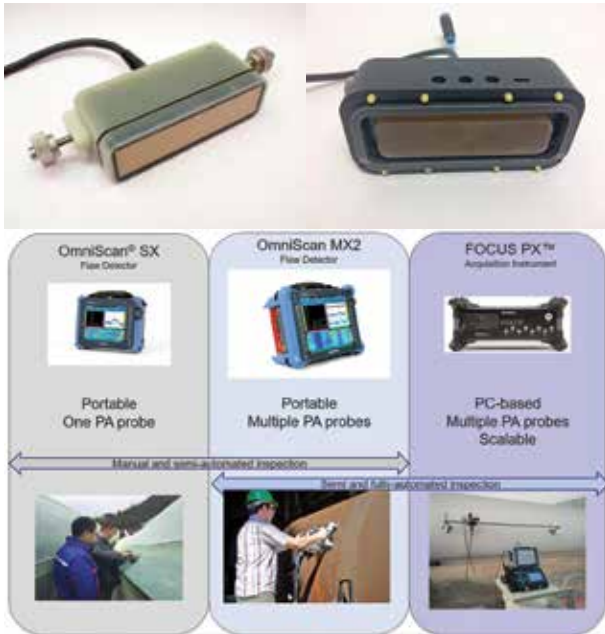 OmniScan® SX
Flaw Detector
OmniScan MX2
Flaw Detector
FOCUS PX™
Acquisition Instrument
Portable
One PA probe
Portable
Multiple PA probes
PC-based
Multiple PA probes
Scalable
Manual and semi-automated inspection
Semi and fully-automated inspection